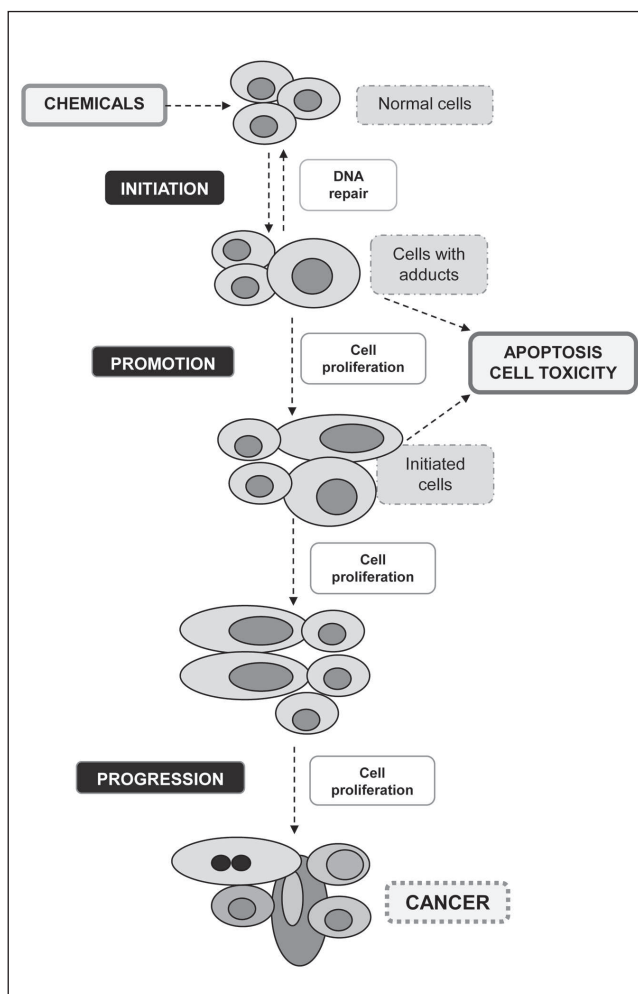 CHEMICALS
Normal cells
INITIATION
DNA
repair
Cells with
adducts
PROMOTION
Cell
proliferation
APOPTOSIS
CELL TOXICITY
Initiated
cells
Cell
proliferation
PROGRESSION
Cell
proliferation
CANCER